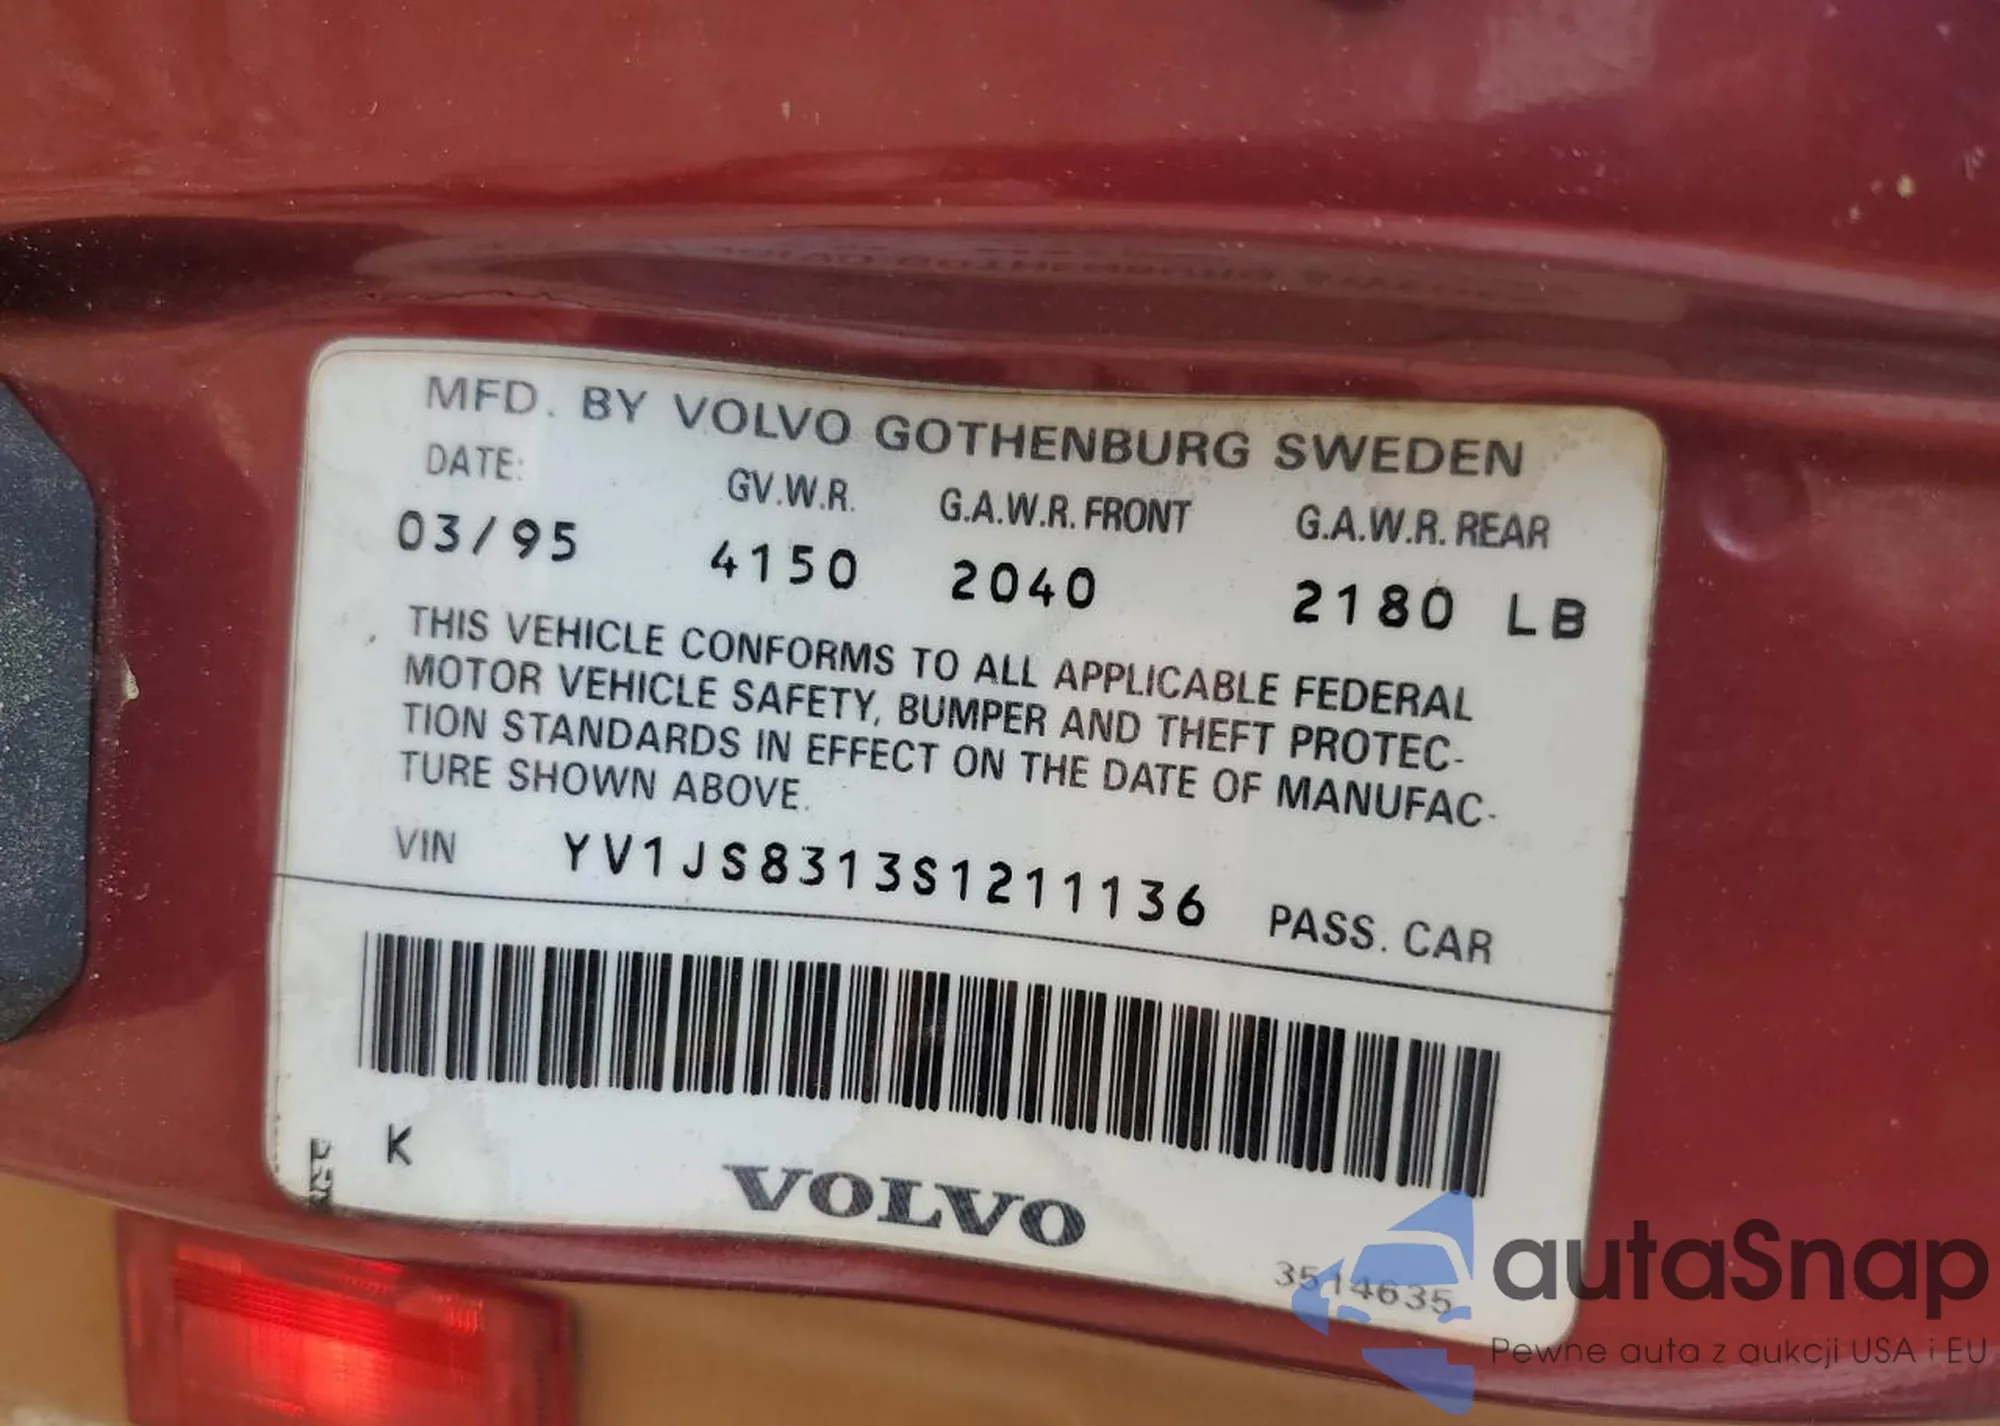 MFD. BY VOLVO GOTHENBURG SWEDEN
DATE: GV.W.R. G.A.W.R. FRONT G.A.W.R. REAR
03/95 4150 2040 2180 LB
THIS VEHICLE CONFORMS TO ALL APPLICABLE FEDERAL
MOTOR VEHICLE SAFETY, BUMPER AND THEFT PROTEC-
TION STANDARDS IN EFFECT ON THE DATE OF MANUFAC-
TURE SHOWN ABOVE.
VIN YV1JS8313S1211136 PASS. CAR
K
VOLVO
3514635
autaSnap
Pewne auta z aukcji USA i EU